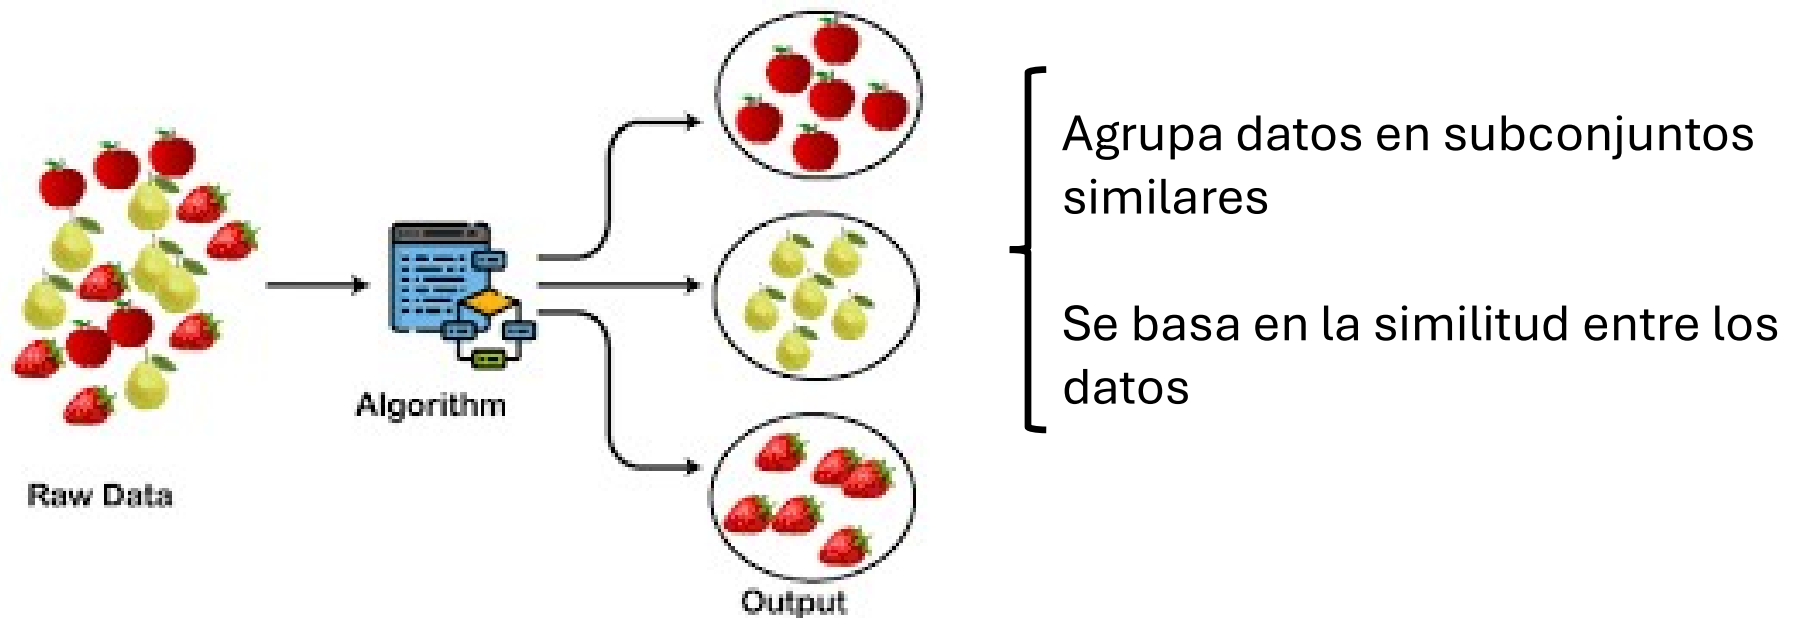 Raw Data
Algorithm
Output
Agrupa datos en subconjuntos
similares
Se basa en la similitud entre los
datos